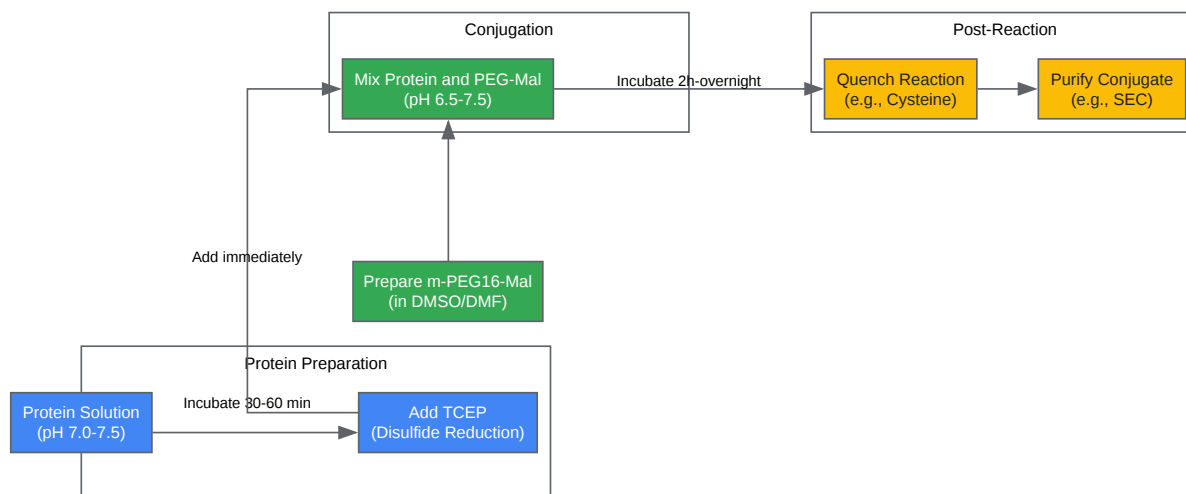 Conjugation
Post-Reaction
Mix Protein and PEG-Mal
(pH 6.5-7.5)
Incubate 2h-overnight
Quench Reaction
(e.g., Cysteine)
Purify Conjugate
(e.g., SEC)
Add immediately
Prepare m-PEG16-Mal
(in DMSO/DMF)
Protein Preparation
Protein Solution
(pH 7.0-7.5)
Incubate 30-60 min
Add TCEP
(Disulfide Reduction)